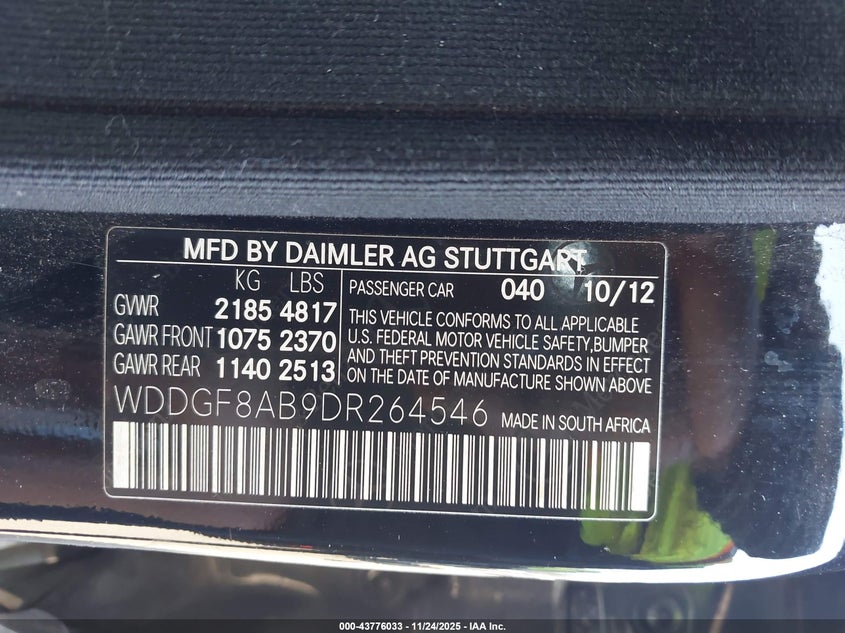 MFD BY DAIMLER AG STUTTGART
KG LBS
GVWR 2185 4817
GAWR FRONT 1075 2370
GAWR REAR 1140 2513
PASSENGER CAR 040 10/12
THIS VEHICLE CONFORMS TO ALL APPLICABLE
U.S. FEDERAL MOTOR VEHICLE SAFETY,BUMPER
AND THEFT PREVENTION STANDARDS IN EFFECT
ON THE DATE OF MANUFACTURE SHOWN ABOVE
WDDGF8AB9DR264546 MADE IN SOUTH AFRICA
000-43776033 - 11/24/2025 - IAA Inc.